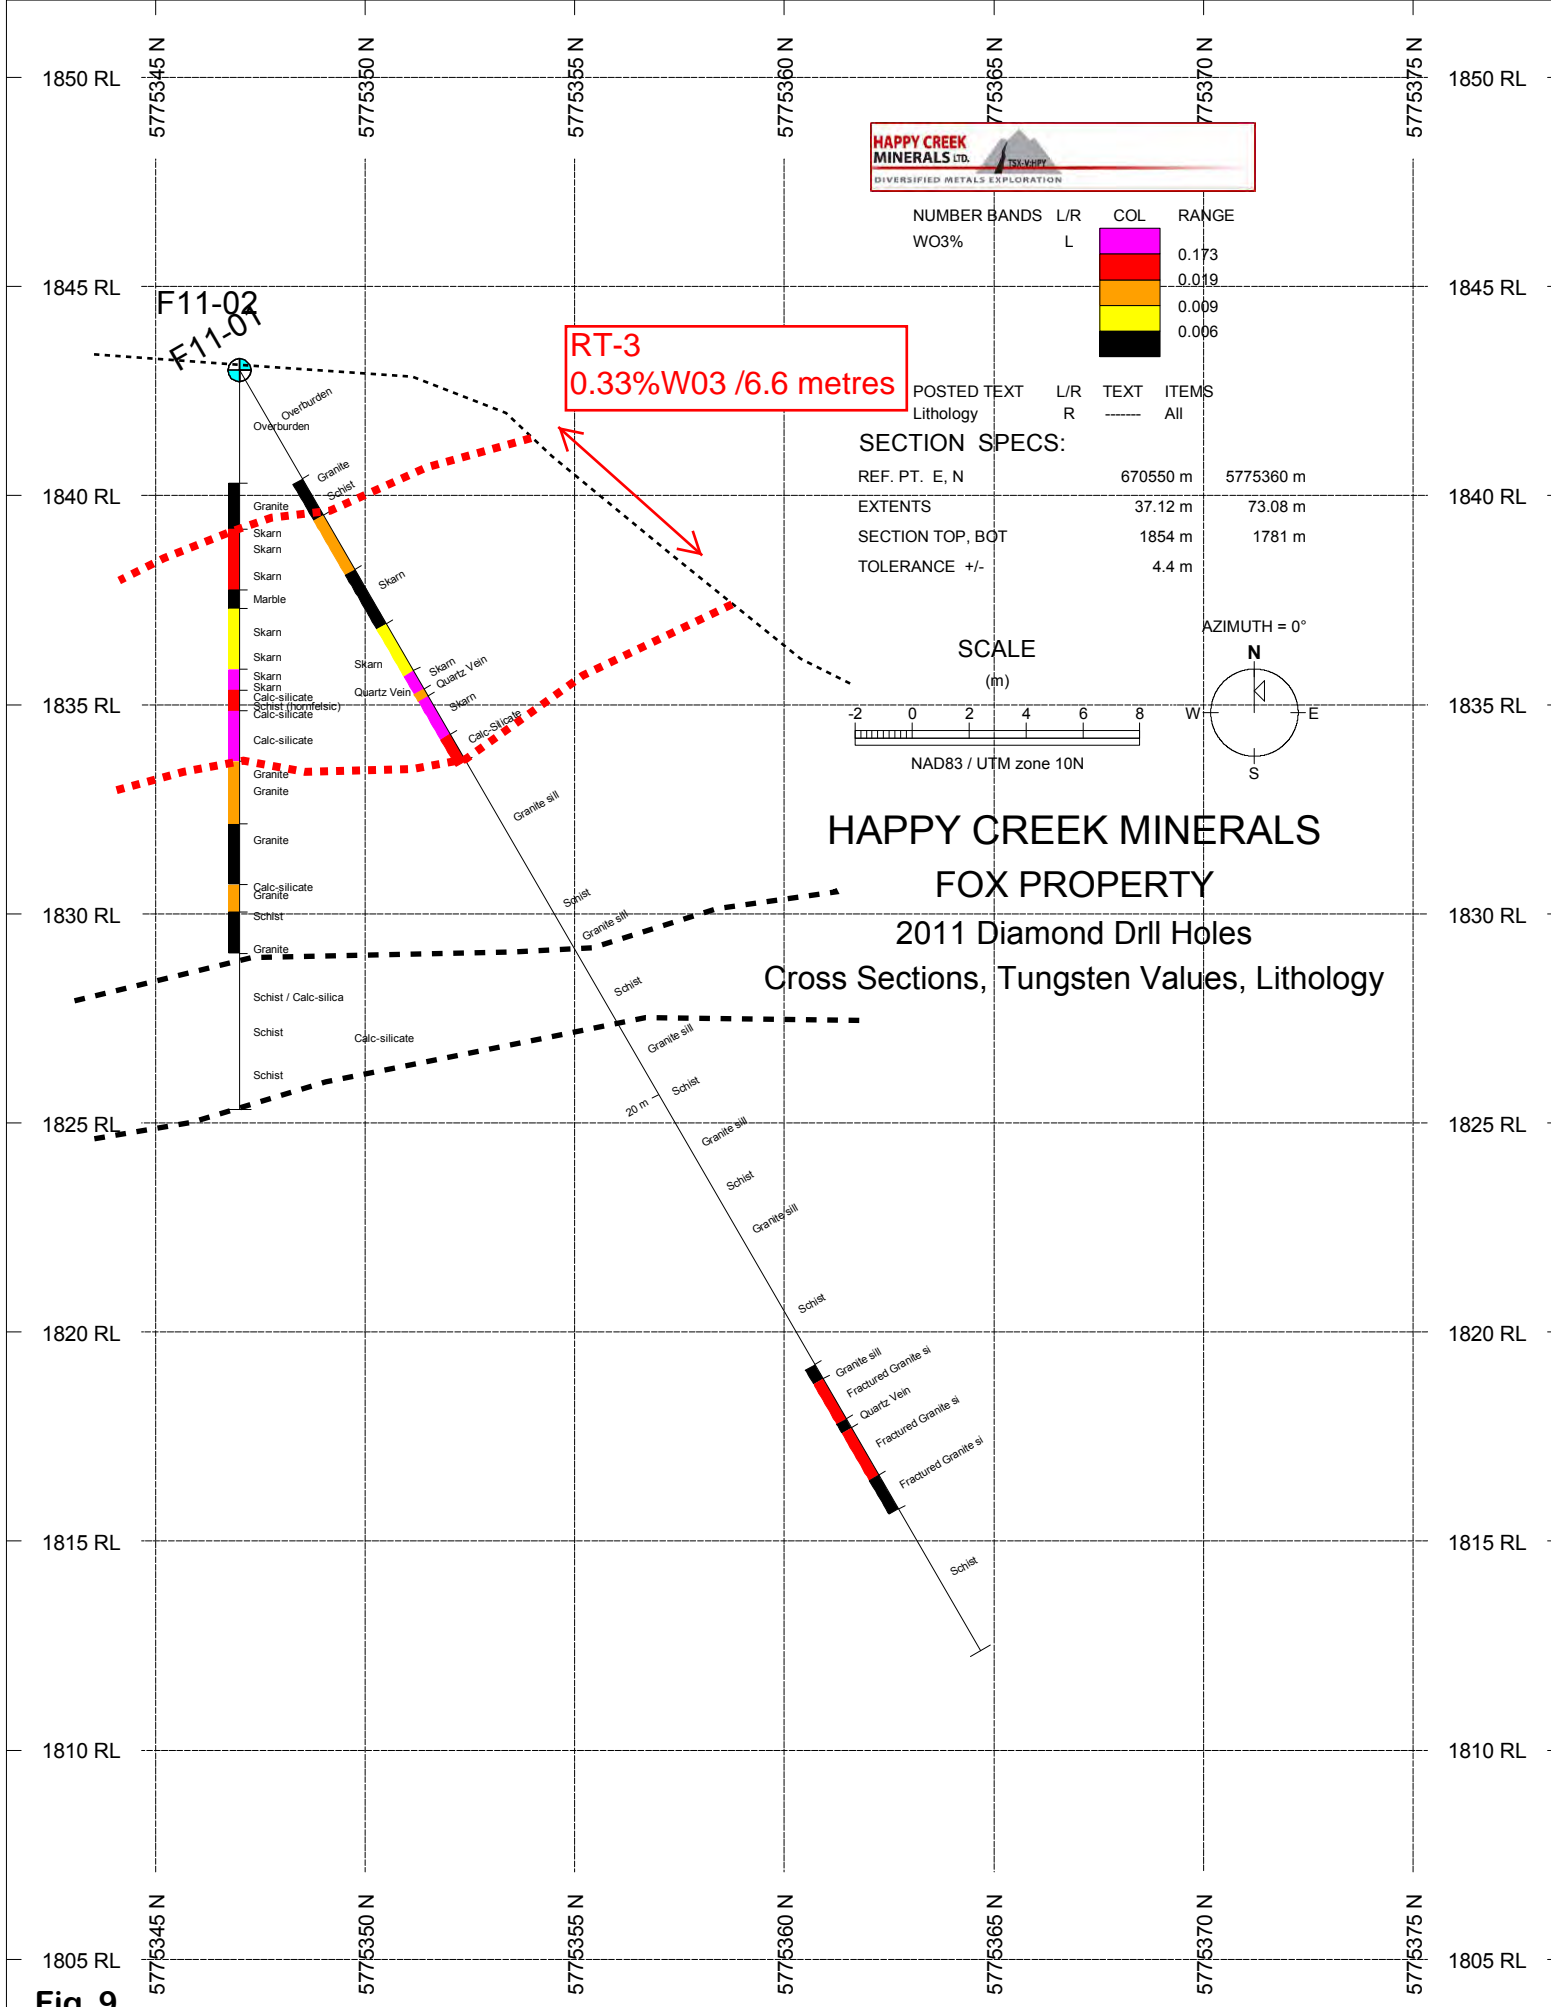 5775345 N
5775350 N
5775355 N
5775360 N
5775365 N
5775370 N
5775375 N
1850 RL
1850 RL
HAPPY CREEK
MINERALS LTD.
TSX-V:HPY
DIVERSIFIED METALS EXPLORATION
NUMBER BANDS L/R COL RANGE
WO3% L
0.173
0.019
0.009
0.006
1845 RL
1845 RL
F11-02
F11-01
RT-3
0.33%W03 /6.6 metres
POSTED TEXT L/R TEXT ITEMS
Lithology R ------- All
SECTION SPECS:
REF. PT. E, N 670550 m 5775360 m
EXTENTS 37.12 m 73.08 m
SECTION TOP, BOT 1854 m 1781 m
TOLERANCE +/- 4.4 m
1840 RL
1840 RL
Overburden
Granite
Skarn
Skarn
Skarn
Marble
Skarn
Skarn
Skarn
Skarn
Calc-silicate
Schist (hornfelsic)
Calc-silicate
Calc-silicate
Granite
Granite
Granite
Calc-silicate
Granite
Schist
Granite
Schist / Calc-silica
Schist
Schist
Overburden
Granite
Schist
Skarn
Skarn
Skarn
Quartz Vein
Quartz Vein
Skarn
Calc-Silicate
Granite sill
Schist
Granite sill
Schist
Calc-silicate
Granite sill
Schist
20 m
Granite sill
Schist
Granite sill
Schist
Granite sill
Fractured Granite si
Quartz Vein
Fractured Granite si
Fractured Granite si
Schist
SCALE
(m)
-2 0 2 4 6 8
NAD83 / UTM zone 10N
AZIMUTH = 0°
N
W E
S
1835 RL
1835 RL
HAPPY CREEK MINERALS
FOX PROPERTY
2011 Diamond Drll Holes
Cross Sections, Tungsten Values, Lithology
1830 RL
1830 RL
1825 RL
1825 RL
1820 RL
1820 RL
1815 RL
1815 RL
1810 RL
1810 RL
1805 RL
1805 RL
5775345 N
5775350 N
5775355 N
5775360 N
5775365 N
5775370 N
5775375 N
Fig. 9